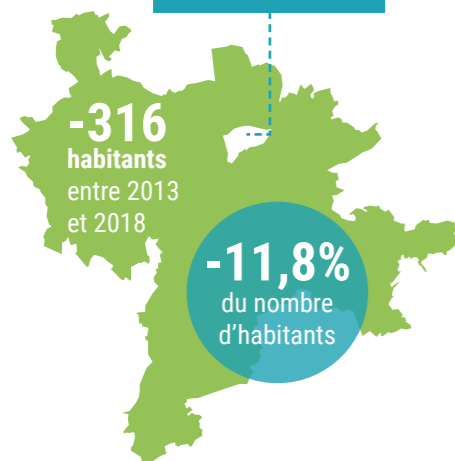 -316
habitants
entre 2013
et 2018
-11,8%
du nombre
d'habitants